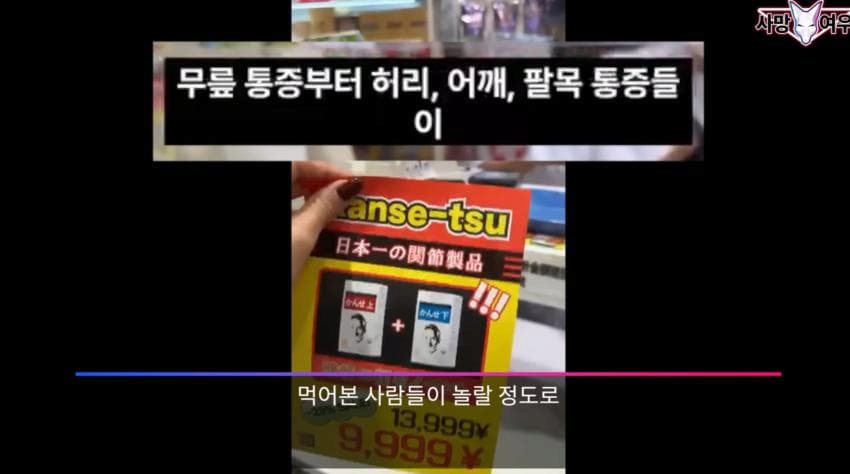 사망 여우
무릎 통증부터 허리, 어깨, 팔목 통증들
이
anse-tsu
日本一の関節製品
!!!
かんせ 上
+
かんせ 下
먹어본 사람들이 놀랄 정도로
13,999¥
9,999 ¥